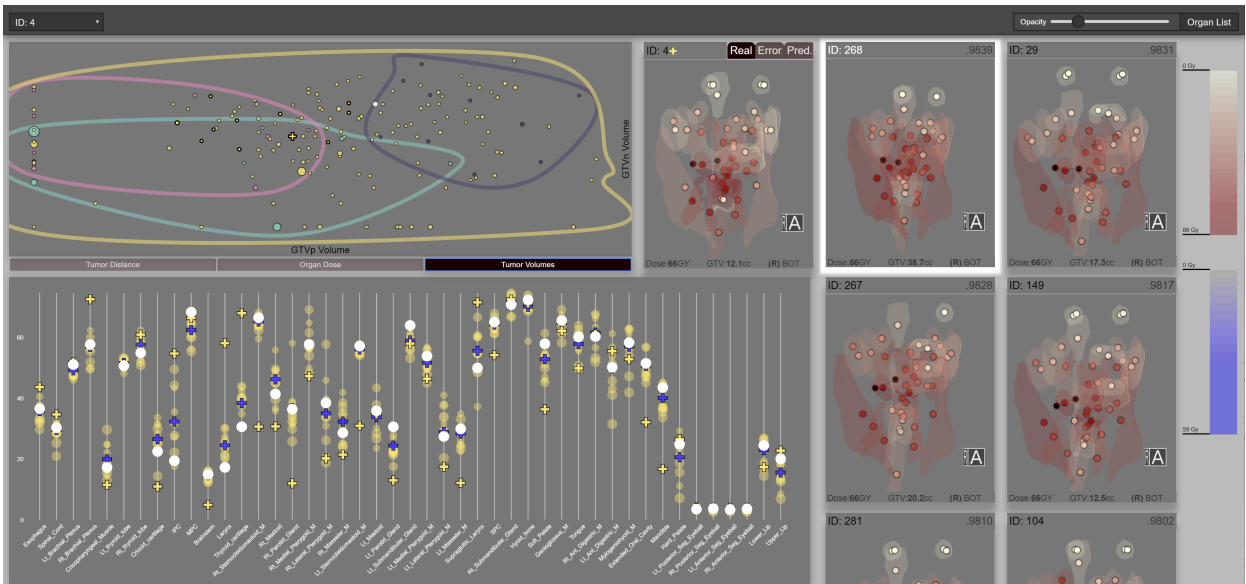 ID: 4
Opacity
Organ List
GTVn Volume
GTVp Volume
Tumor Distance
Organ Dose
Tumor Volumes
ID: 4
Real
Error
Pred.
A
Dose:66GY
GTV:12.1cc
(R) BOT
ID: 268
.9839
A
Dose:66GY
GTV:38.7cc
(R) BOT
ID: 29
.9831
A
Dose:66GY
GTV:17.3cc
(R) BOT
0 Gy
66 Gy
0 Gy
59 Gy
ID: 267
.9828
A
Dose:66GY
GTV:20.2cc
(R) BOT
ID: 149
.9817
A
Dose:66GY
GTV:12.5cc
(R) BOT
ID: 281
.9810
ID: 104
.9802
60
40
20
0
Esophagus
Spinal_Cord
Lt_Brachial_Plexus
Rt_Brachial_Plexus
Cricopharyngeal_Muscle
Lt_thyroid_lobe
Rt_thyroid_lobe
Cricoid_cartilage
IPC
MPC
Brainstem
Larynx
Thyroid_cartilage
Rt_Sternocleidomastoid_M
Rt_Mastoid
Rt_Parotid_Gland
Rt_Medial_Pterygoid_M
Rt_Lateral_Pterygoid_M
Rt_Masseter_M
Lt_Sternocleidomastoid_M
Lt_Mastoid
Lt_Parotid_Gland
Lt_Submandibular_Gland
Lt_Medial_Pterygoid_M
Lt_Lateral_Pterygoid_M
Lt_Masseter_M
Supraglottic_Larynx
SPC
Rt_Submandibular_Gland
Hyoid_bone
Soft_Palate
Genioglossus_M
Tongue
Rt_Ant_Digastric_M
Lt_Ant_Digastric_M
Mylogeniohyoid_M
Extended_Oral_Cavity
Mandible
Hard_Palate
Lt_Posterior_Seg_Eyeball
Rt_Posterior_Seg_Eyeball
Lt_Anterior_Seg_Eyeball
Rt_Anterior_Seg_Eyeball
Lower_Lip
Upper_Lip